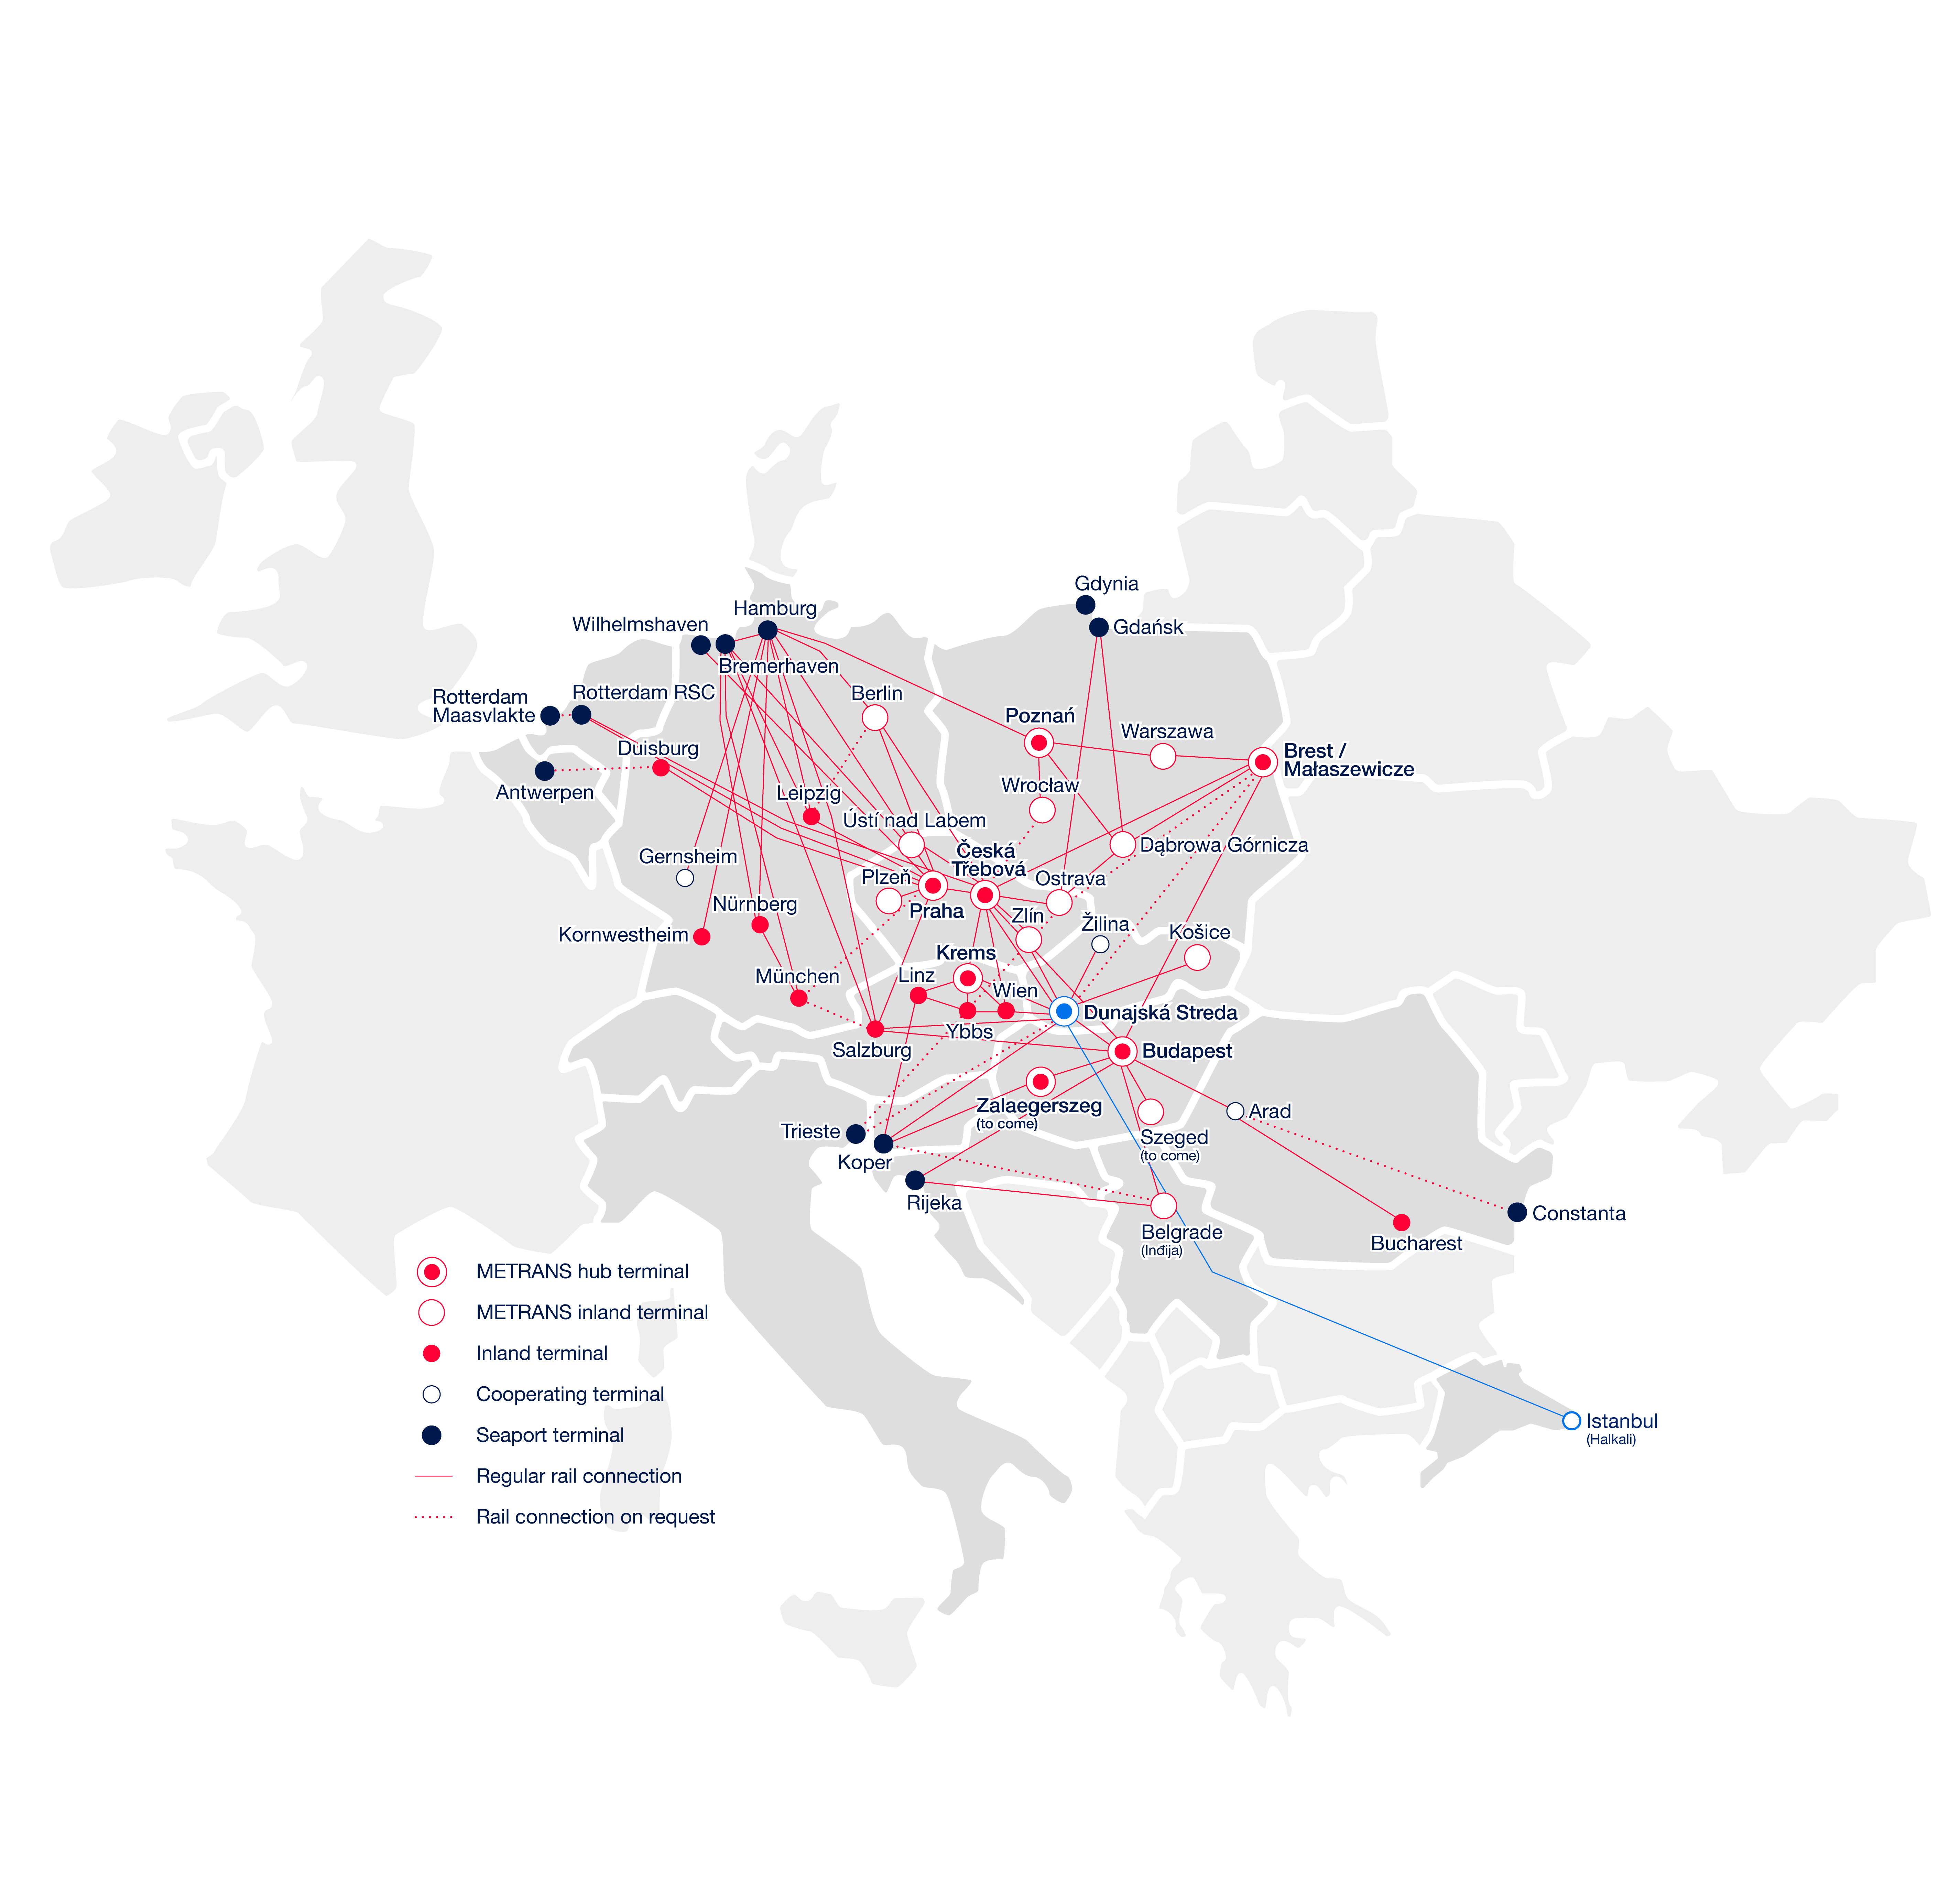 Gdynia
Gdańsk
Hamburg
Wilhelmshaven
Bremerhaven
Rotterdam
Maasvlakte
Rotterdam RSC
Berlin
Poznań
Warszawa
Brest /
Małaszewicze
Duisburg
Antwerpen
Leipzig
Wrocław
Ústí nad Labem
Dąbrowa Górnicza
Česká
Třebová
Gernsheim
Plzeň
Ostrava
Praha
Nürnberg
Zlín
Žilina
Košice
Kornwestheim
Krems
München
Linz
Wien
Dunajská Streda
Ybbs
Salzburg
Budapest
Zalaegerszeg
(to come)
Arad
Trieste
Szeged
(to come)
Koper
Rijeka
Constanta
Belgrade
(Inđija)
Bucharest
METRANS hub terminal
METRANS inland terminal
Inland terminal
Cooperating terminal
Seaport terminal
Regular rail connection
Rail connection on request
Istanbul
(Halkali)